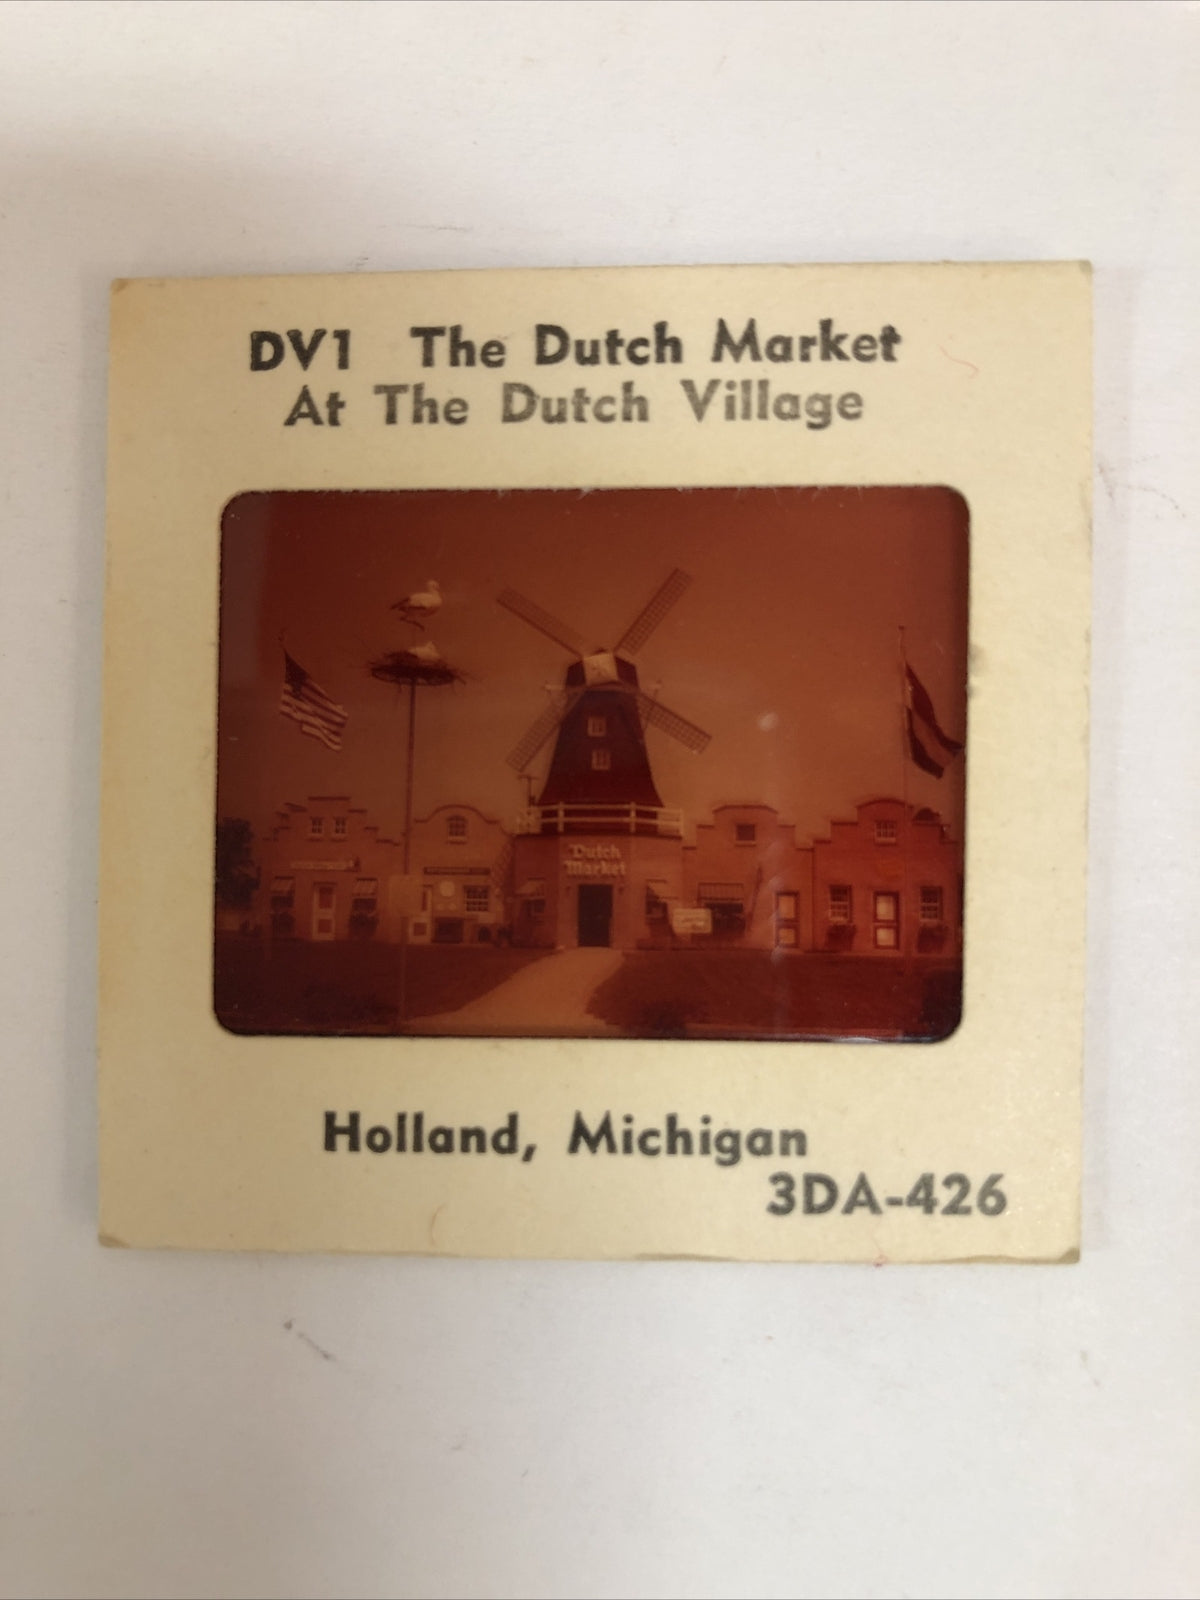 DV1 The Dutch Market
At The Dutch Village
Dutch
Market
Holland, Michigan
3DA-426